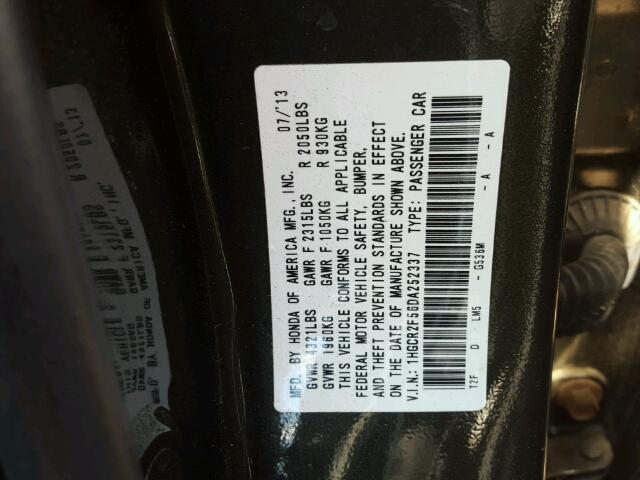 MFD. BY HONDA OF AMERICA MFG., INC. 07/'13
GVWR 4321LBS GAWR F 2315LBS R 2050LBS
GVWR 1960KG GAWR F 1050KG R 930KG
THIS VEHICLE CONFORMS TO ALL APPLICABLE
FEDERAL MOTOR VEHICLE SAFETY, BUMPER,
AND THEFT PREVENTION STANDARDS IN EFFECT
ON THE DATE OF MANUFACTURE SHOWN ABOVE.
V.I.N.: 1HGCR2F56DA252337 TYPE: PASSENGER CAR
T2F D LM5 - G536M - A - A